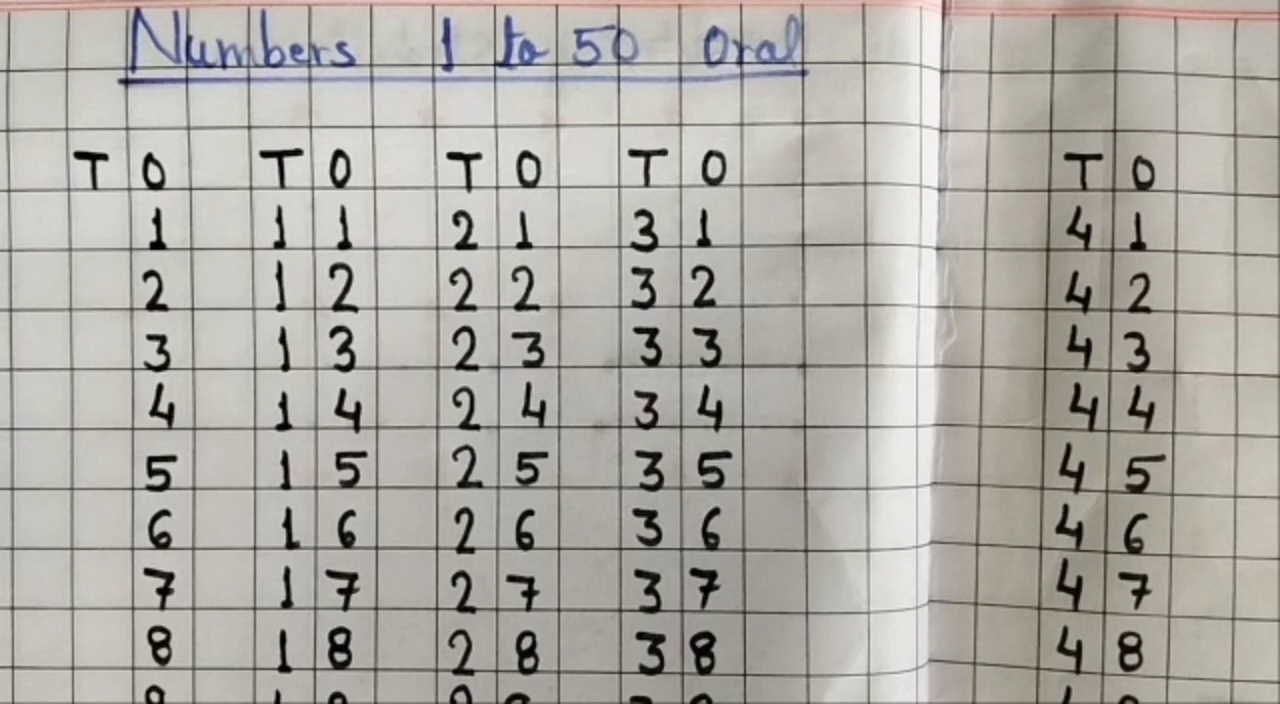 Numbers 1 to 50 Oral
T O T O T O T O T O
1 1 1 2 1 3 1 4 1
2 1 2 2 2 3 2 4 2
3 1 3 2 3 3 3 4 3
4 1 4 2 4 3 4 4 4
5 1 5 2 5 3 5 4 5
6 1 6 2 6 3 6 4 6
7 1 7 2 7 3 7 4 7
8 1 8 2 8 3 8 4 8